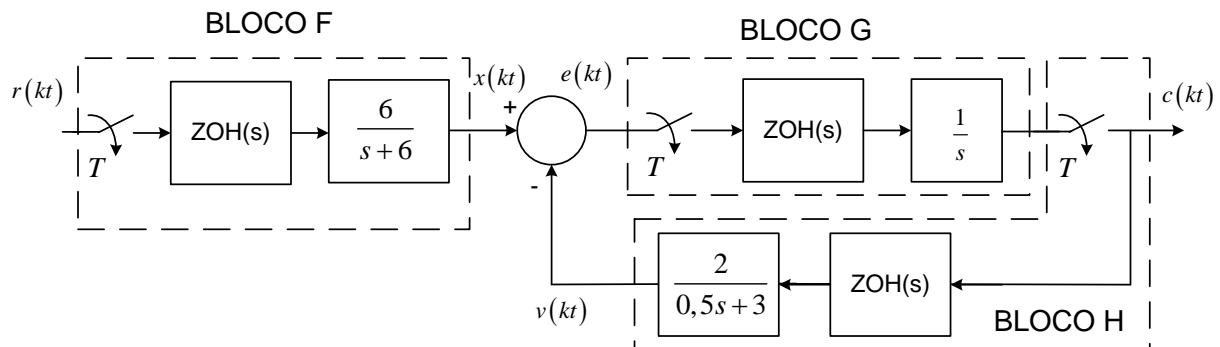 BLOCO F
BLOCO G
r(kt)
T
ZOH(s)
6
s+6
x(kt)
+
-
e(kt)
T
ZOH(s)
1
s
T
c(kt)
v(kt)
2
0,5s+3
ZOH(s)
BLOCO H